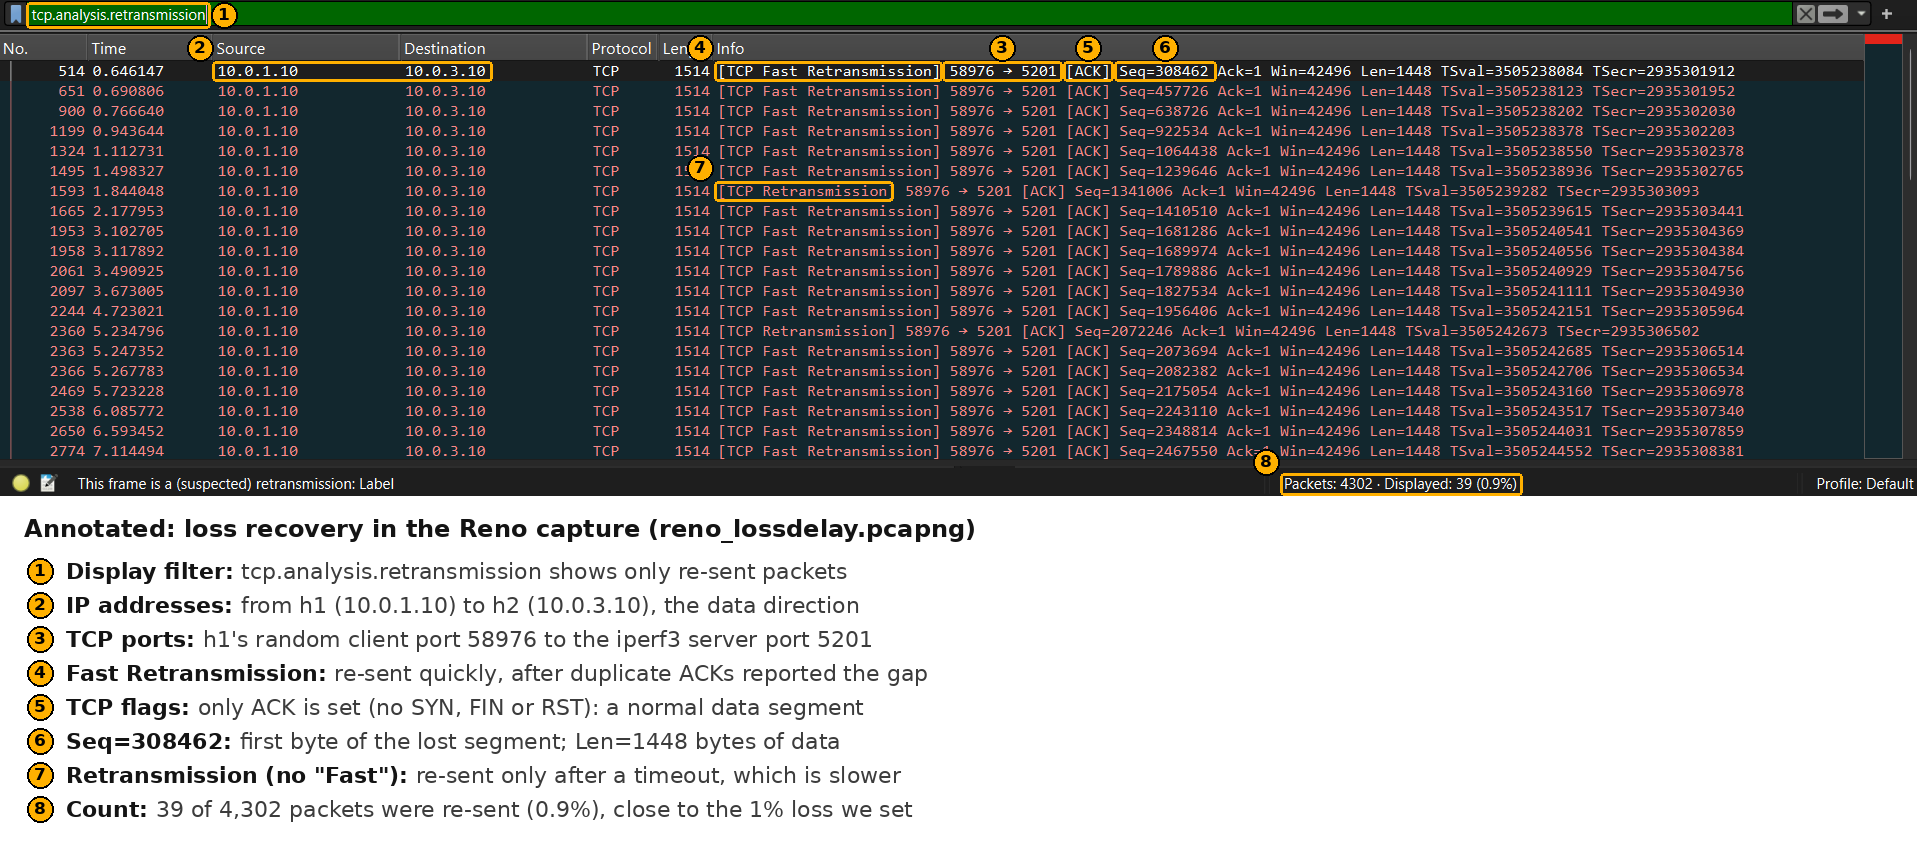 tcp.analysis.retransmission 1
No. Time 2 Source Destination Protocol Len 4 Info 3 5 6
514 0.646147 10.0.1.10 10.0.3.10 TCP 1514 [TCP Fast Retransmission] 58976 → 5201 [ACK] Seq=308462 Ack=1 Win=42496 Len=1448 TSval=3505238084 TSecr=2935301912
651 0.690806 10.0.1.10 10.0.3.10 TCP 1514 [TCP Fast Retransmission] 58976 → 5201 [ACK] Seq=457726 Ack=1 Win=42496 Len=1448 TSval=3505238123 TSecr=2935301952
900 0.766640 10.0.1.10 10.0.3.10 TCP 1514 [TCP Fast Retransmission] 58976 → 5201 [ACK] Seq=638726 Ack=1 Win=42496 Len=1448 TSval=3505238202 TSecr=2935302030
1199 0.943644 10.0.1.10 10.0.3.10 TCP 1514 [TCP Fast Retransmission] 58976 → 5201 [ACK] Seq=922534 Ack=1 Win=42496 Len=1448 TSval=3505238378 TSecr=2935302203
1324 1.112731 10.0.1.10 10.0.3.10 TCP 1514 [TCP Fast Retransmission] 58976 → 5201 [ACK] Seq=1064438 Ack=1 Win=42496 Len=1448 TSval=3505238550 TSecr=2935302378
1495 1.498327 10.0.1.10 10.0.3.10 TCP 1514 [TCP Fast Retransmission] 58976 → 5201 [ACK] Seq=1239646 Ack=1 Win=42496 Len=1448 TSval=3505238936 TSecr=2935302765
7
1593 1.844048 10.0.1.10 10.0.3.10 TCP 1514 [TCP Retransmission] 58976 → 5201 [ACK] Seq=1341006 Ack=1 Win=42496 Len=1448 TSval=3505239282 TSecr=2935303093
1665 2.177953 10.0.1.10 10.0.3.10 TCP 1514 [TCP Fast Retransmission] 58976 → 5201 [ACK] Seq=1410510 Ack=1 Win=42496 Len=1448 TSval=3505239615 TSecr=2935303441
1953 3.102705 10.0.1.10 10.0.3.10 TCP 1514 [TCP Fast Retransmission] 58976 → 5201 [ACK] Seq=1681286 Ack=1 Win=42496 Len=1448 TSval=3505240541 TSecr=2935304369
1958 3.117892 10.0.1.10 10.0.3.10 TCP 1514 [TCP Fast Retransmission] 58976 → 5201 [ACK] Seq=1689974 Ack=1 Win=42496 Len=1448 TSval=3505240556 TSecr=2935304384
2061 3.490925 10.0.1.10 10.0.3.10 TCP 1514 [TCP Fast Retransmission] 58976 → 5201 [ACK] Seq=1789886 Ack=1 Win=42496 Len=1448 TSval=3505240929 TSecr=2935304756
2097 3.673005 10.0.1.10 10.0.3.10 TCP 1514 [TCP Fast Retransmission] 58976 → 5201 [ACK] Seq=1827534 Ack=1 Win=42496 Len=1448 TSval=3505241111 TSecr=2935304930
2244 4.723021 10.0.1.10 10.0.3.10 TCP 1514 [TCP Fast Retransmission] 58976 → 5201 [ACK] Seq=1956406 Ack=1 Win=42496 Len=1448 TSval=3505242151 TSecr=2935305964
2360 5.234796 10.0.1.10 10.0.3.10 TCP 1514 [TCP Retransmission] 58976 → 5201 [ACK] Seq=2072246 Ack=1 Win=42496 Len=1448 TSval=3505242673 TSecr=2935306502
2363 5.247352 10.0.1.10 10.0.3.10 TCP 1514 [TCP Fast Retransmission] 58976 → 5201 [ACK] Seq=2073694 Ack=1 Win=42496 Len=1448 TSval=3505242685 TSecr=2935306514
2366 5.267783 10.0.1.10 10.0.3.10 TCP 1514 [TCP Fast Retransmission] 58976 → 5201 [ACK] Seq=2082382 Ack=1 Win=42496 Len=1448 TSval=3505242706 TSecr=2935306534
2469 5.723228 10.0.1.10 10.0.3.10 TCP 1514 [TCP Fast Retransmission] 58976 → 5201 [ACK] Seq=2175054 Ack=1 Win=42496 Len=1448 TSval=3505243160 TSecr=2935306978
2538 6.085772 10.0.1.10 10.0.3.10 TCP 1514 [TCP Fast Retransmission] 58976 → 5201 [ACK] Seq=2243110 Ack=1 Win=42496 Len=1448 TSval=3505243517 TSecr=2935307340
2650 6.593452 10.0.1.10 10.0.3.10 TCP 1514 [TCP Fast Retransmission] 58976 → 5201 [ACK] Seq=2348814 Ack=1 Win=42496 Len=1448 TSval=3505244031 TSecr=2935307859
2774 7.114494 10.0.1.10 10.0.3.10 TCP 1514 [TCP Fast Retransmission] 58976 → 5201 [ACK] Seq=2467550 Ack=1 Win=42496 Len=1448 TSval=3505244552 TSecr=2935308381
8
This frame is a (suspected) retransmission: Label Packets: 4302 · Displayed: 39 (0.9%) Profile: Default
Annotated: loss recovery in the Reno capture (reno_lossdelay.pcapng)
1 Display filter: tcp.analysis.retransmission shows only re-sent packets
2 IP addresses: from h1 (10.0.1.10) to h2 (10.0.3.10), the data direction
3 TCP ports: h1's random client port 58976 to the iperf3 server port 5201
4 Fast Retransmission: re-sent quickly, after duplicate ACKs reported the gap
5 TCP flags: only ACK is set (no SYN, FIN or RST): a normal data segment
6 Seq=308462: first byte of the lost segment; Len=1448 bytes of data
7 Retransmission (no "Fast"): re-sent only after a timeout, which is slower
8 Count: 39 of 4,302 packets were re-sent (0.9%), close to the 1% loss we set